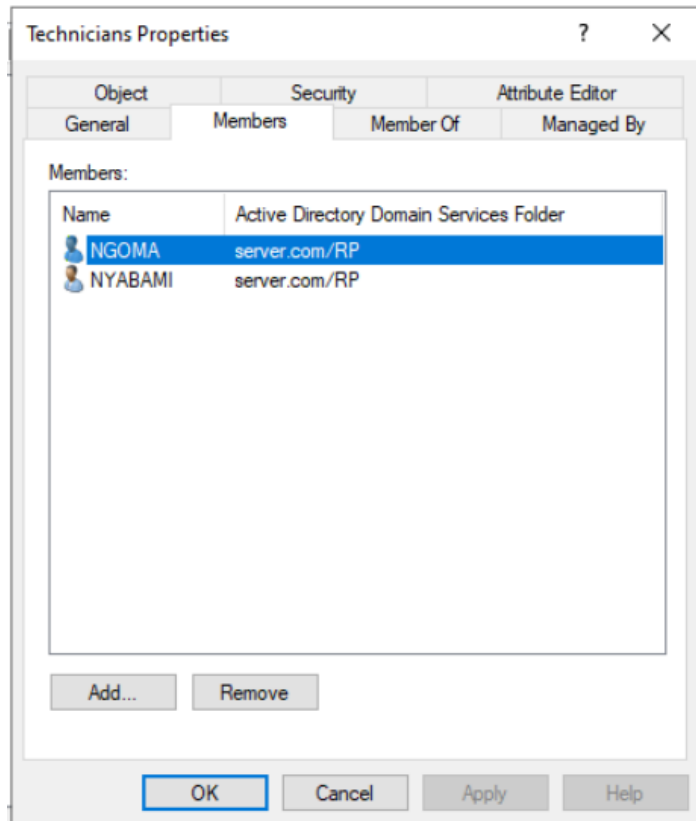 Technicians Properties ? X
Object Security Attribute Editor
General Members Member Of Managed By
Members:
Name Active Directory Domain Services Folder
NGOMA server.com/RP
NYABAMI server.com/RP
Add... Remove
OK Cancel Apply Help